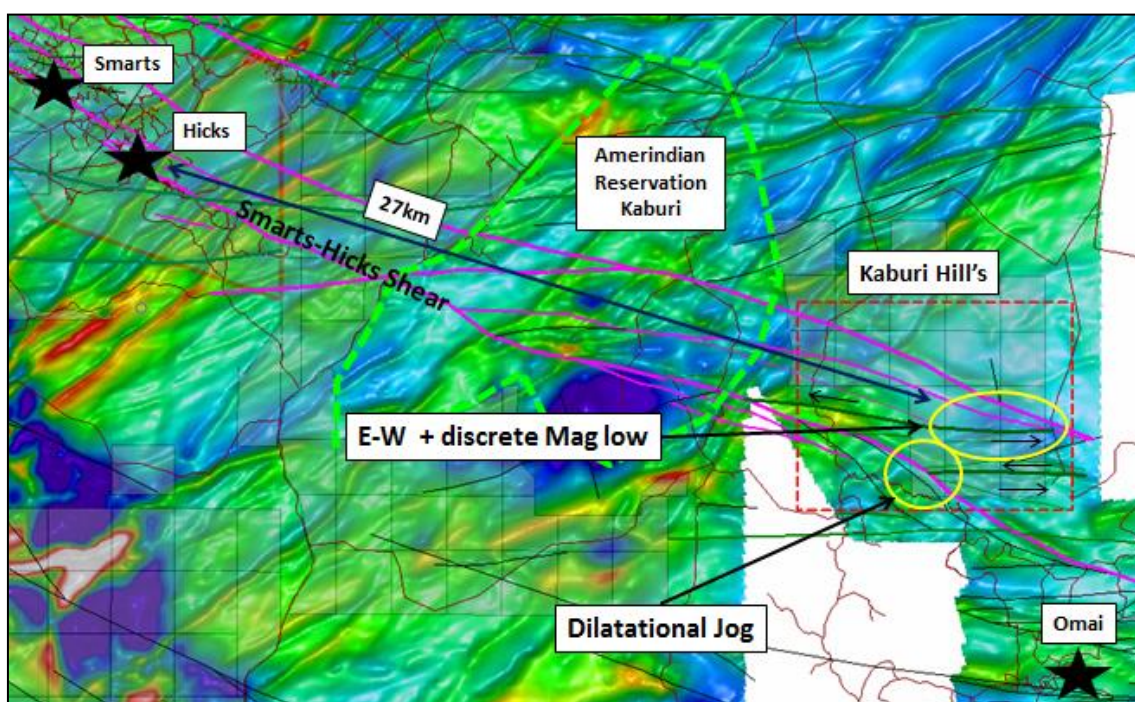 Smarts
Hicks
27km
Smarts-Hicks Shear
Amerindian
Reservation
Kaburi
Kaburi Hill's
E-W + discrete Mag low
Dilatational Jog
Omai